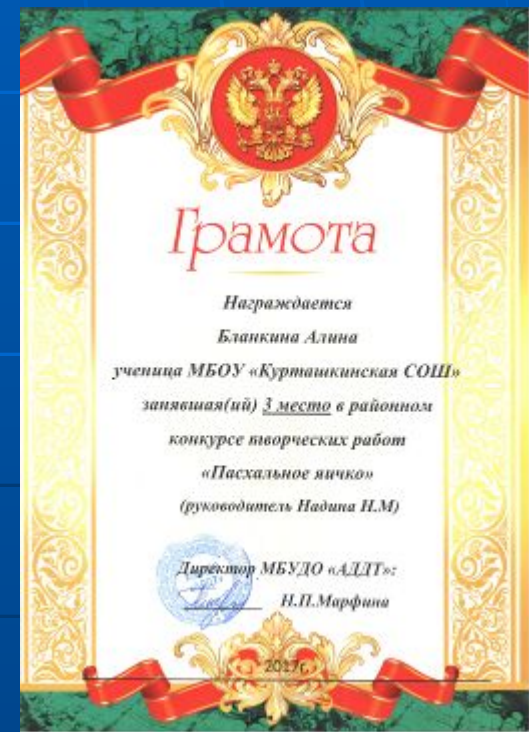 Грамота
Награждается
Бланкина Алина
ученица МБОУ «Курташкинская СОШ»
занявшая(ий) 3 место в районном
конкурсе творческих работ
«Пасхальное яичко»
(руководитель Надина Н.М)
Директор МБУДО «АДДТ»:
Н.П.Марфина
2017г.